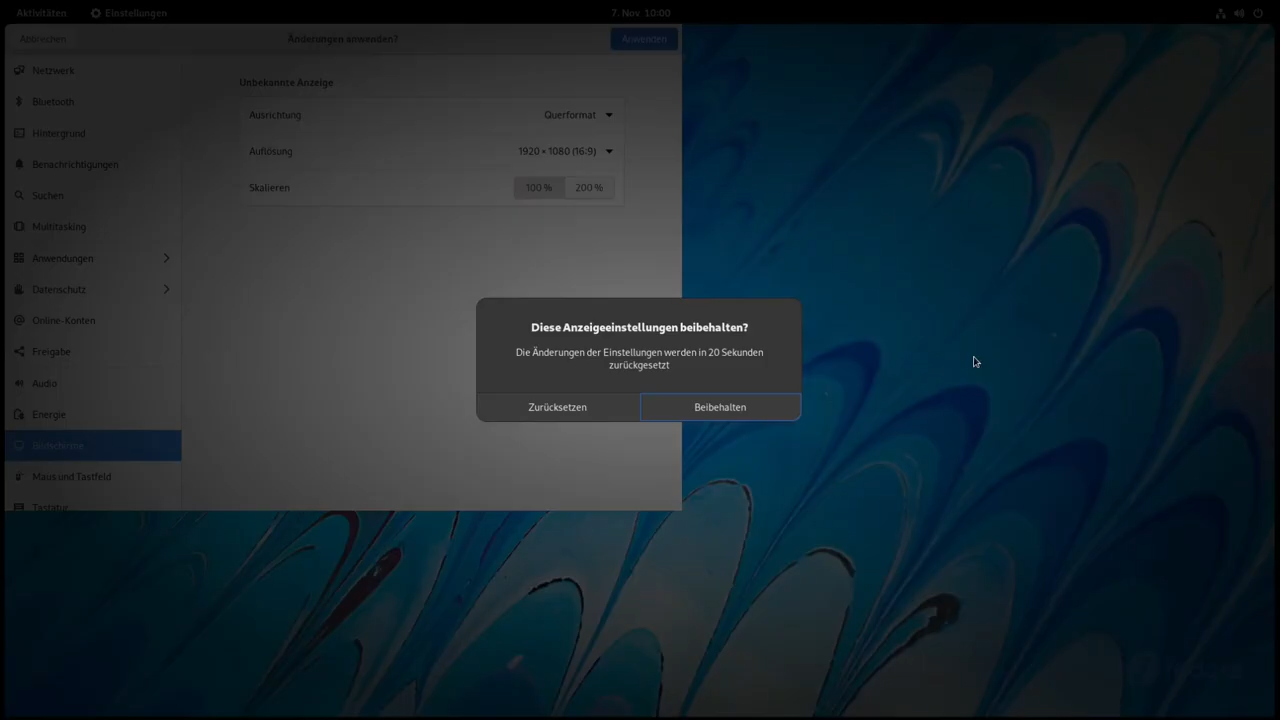 Aktivitäten
Einstellungen
7. Nov 10:00
Abbrechen
Änderungen anwenden?
Anwenden
Netzwerk
Bluetooth
Hintergrund
Benachrichtigungen
Suchen
Multitasking
Anwendungen
Datenschutz
Online-Konten
Freigabe
Audio
Energie
Bildschirme
Maus und Tastfeld
Tastatur
Unbekannte Anzeige
Ausrichtung
Querformat
Auflösung
1920 × 1080 (16:9)
Skalieren
100 %
200 %
Diese Anzeigeeinstellungen beibehalten?
Die Änderungen der Einstellungen werden in 20 Sekunden
zurückgesetzt
Zurücksetzen
Beibehalten